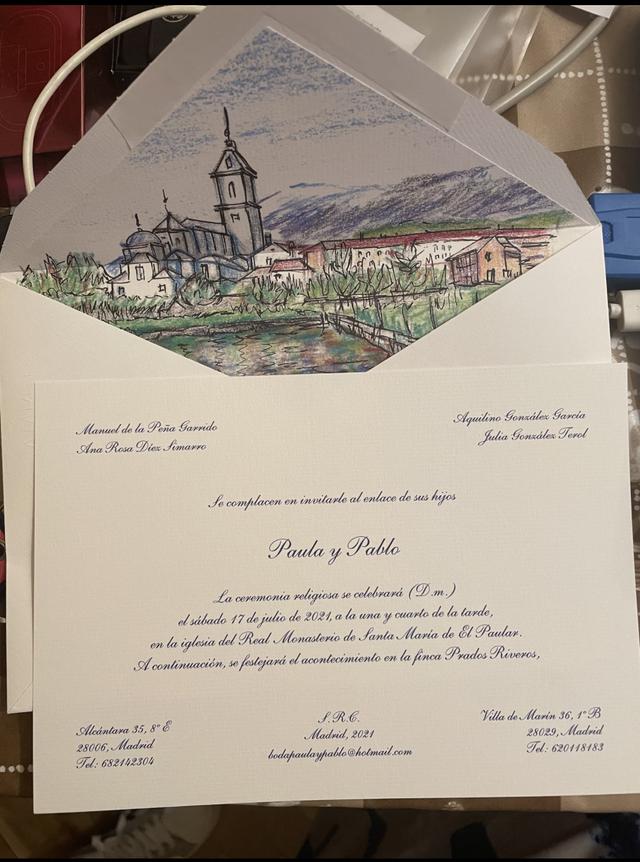 Manuel de la Peña Garrido
Ana Rosa Díez Simarro
Aquilino González García
Julia González Terol
Se complacen en invitarle al enlace de sus hijos
Paula y Pablo
La ceremonia religiosa se celebrará (D.m.)
el sábado 17 de julio de 2021, a la una y cuarto de la tarde,
en la iglesia del Real Monasterio de Santa María de El Paular.
A continuación, se festejará el acontecimiento en la finca Prados Riveros,
Alcántara 35, 8º E
28006, Madrid
Tel: 682142304
S.R.C.
Madrid, 2021
bodapaulaypablo@hotmail.com
Villa de Marín 36, 1º B
28029, Madrid
Tel: 620118183